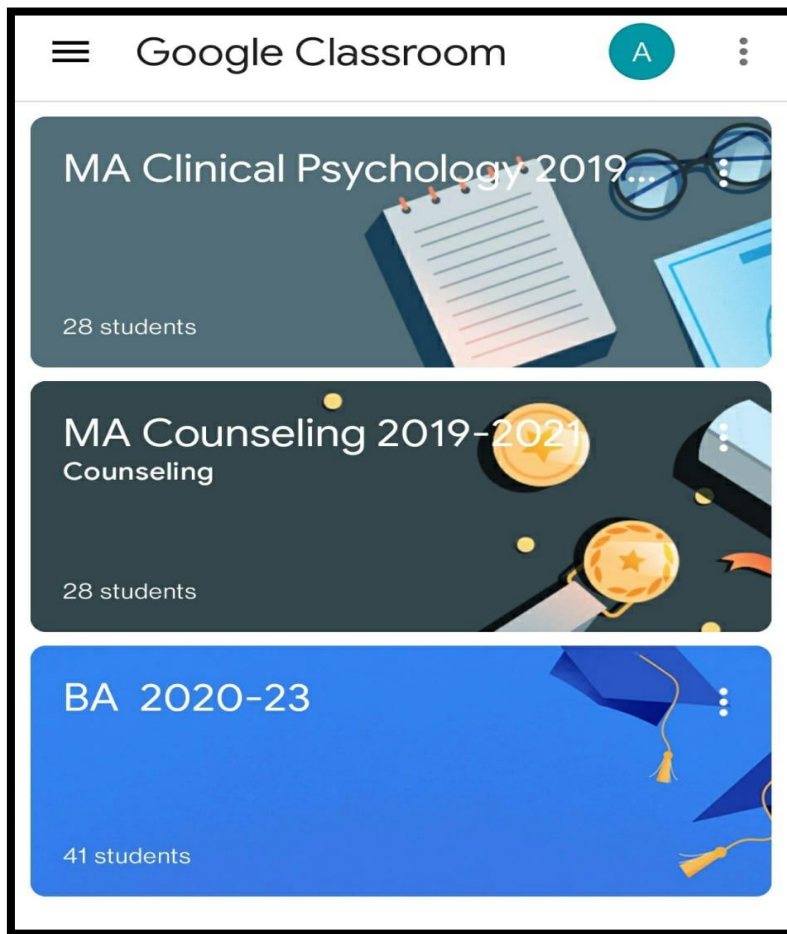 Google Classroom
A
MA Clinical Psychology 2019...
28 students
MA Counseling 2019-2021
Counseling
28 students
BA 2020-23
41 students